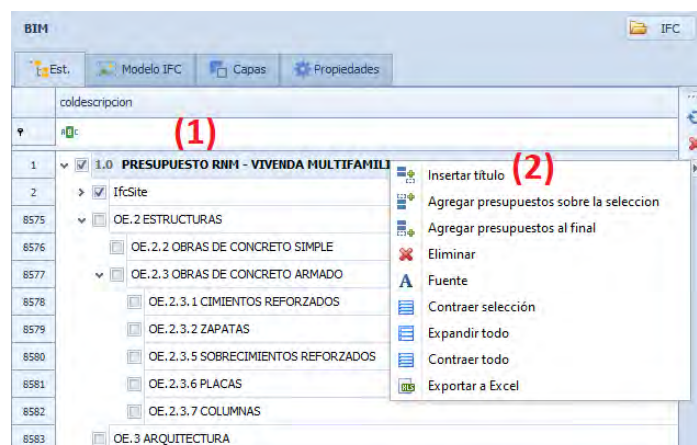 BIM
IFC
Est.
Modelo IFC
Capas
Propiedades
coldescripcion
(1)
1 1.0 PRESUPUESTO RNM - VIVENDA MULTIFAMILI
2 IfcSite
8575 OE.2 ESTRUCTURAS
8576 OE.2.2 OBRAS DE CONCRETO SIMPLE
8577 OE.2.3 OBRAS DE CONCRETO ARMADO
8578 OE.2.3.1 CIMIENTOS REFORZADOS
8579 OE.2.3.2 ZAPATAS
8580 OE.2.3.5 SOBRECIMIENTOS REFORZADOS
8581 OE.2.3.6 PLACAS
8582 OE.2.3.7 COLUMNAS
8583 OE.3 ARQUITECTURA
Insertar título (2)
Agregar presupuestos sobre la seleccion
Agregar presupuestos al final
Eliminar
A Fuente
Contraer selección
Expandir todo
Contraer todo
XLS Exportar a Excel